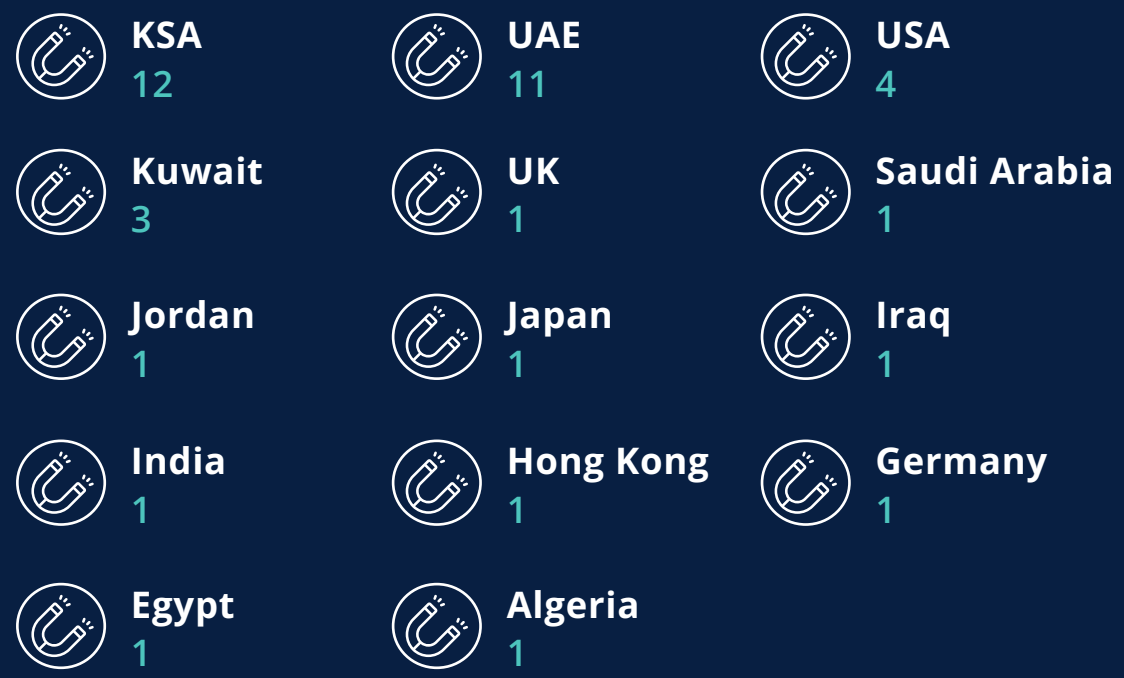 KSA
12
UAE
11
USA
4
Kuwait
3
UK
1
Saudi Arabia
1
Jordan
1
Japan
1
Iraq
1
India
1
Hong Kong
1
Germany
1
Egypt
1
Algeria
1